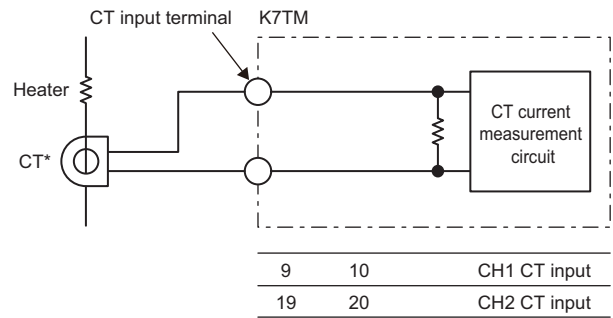 CT input terminal K7TM
Heater
CT*
CT current
measurement
circuit
9 10 CH1 CT input
19 20 CH2 CT input